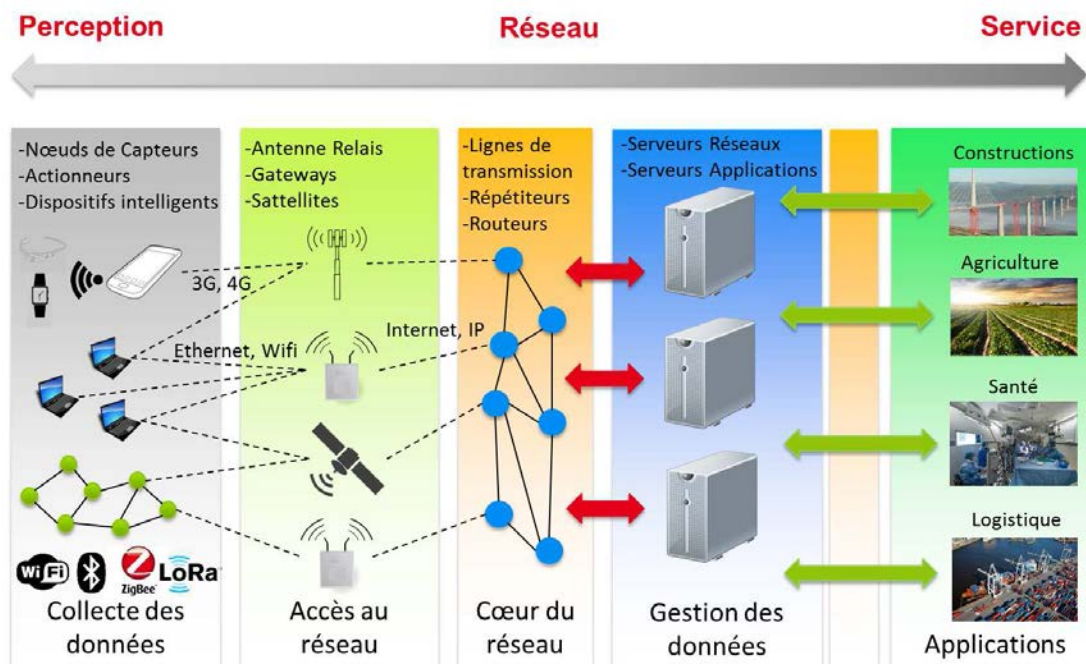 Perception
Réseau
Service
-Nœuds de Capteurs
-Actionneurs
-Dispositifs intelligents
-Antenne Relais
-Gateways
-Sattellites
-Lignes de
transmission
-Répétiteurs
-Routeurs
-Serveurs Réseaux
-Serveurs Applications
Constructions
Agriculture
Santé
Logistique
3G, 4G
Ethernet, Wifi
Internet, IP
Wi Fi
ZigBee
LoRa
Collecte des
données
Accès au
réseau
Cœur du
réseau
Gestion des
données
Applications